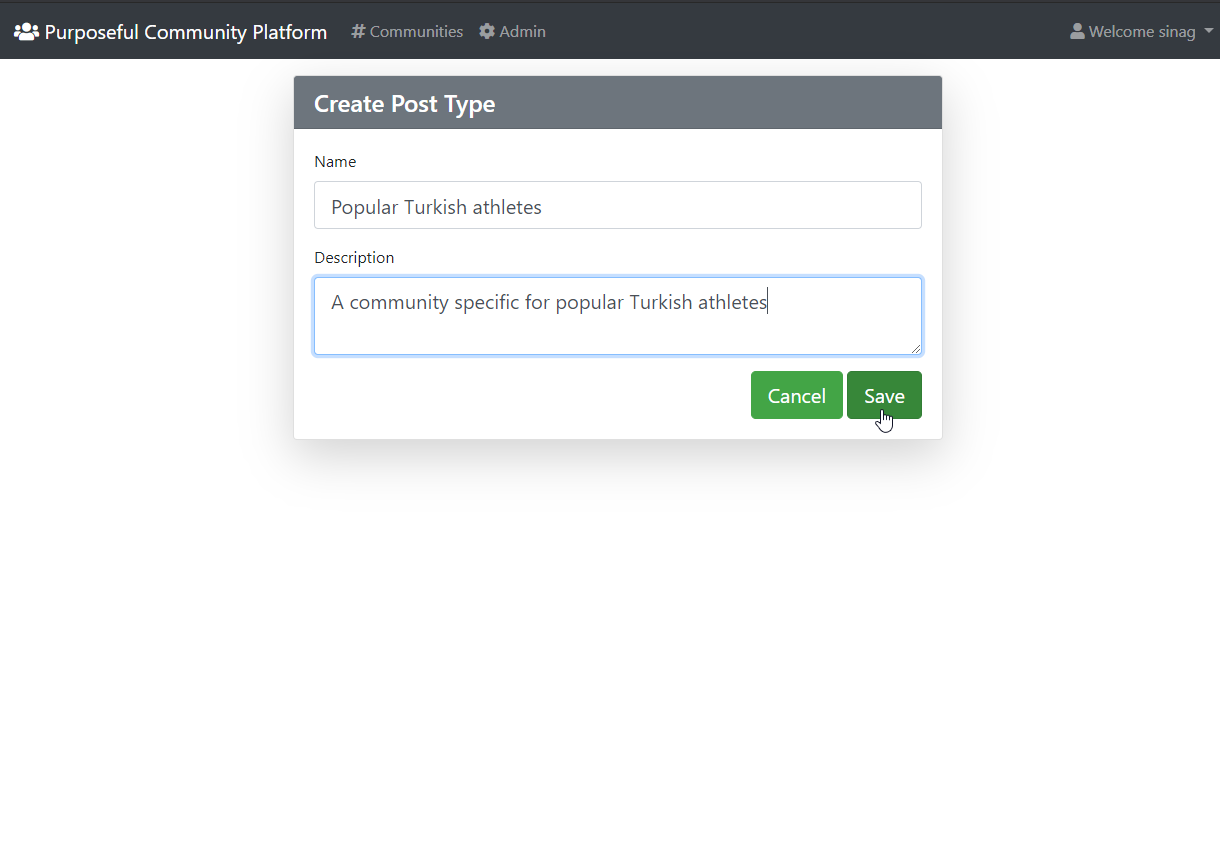 Purposeful Community Platform # Communities Admin Welcome sinag
Create Post Type
Name
Popular Turkish athletes
Description
A community specific for popular Turkish athletes
Cancel Save